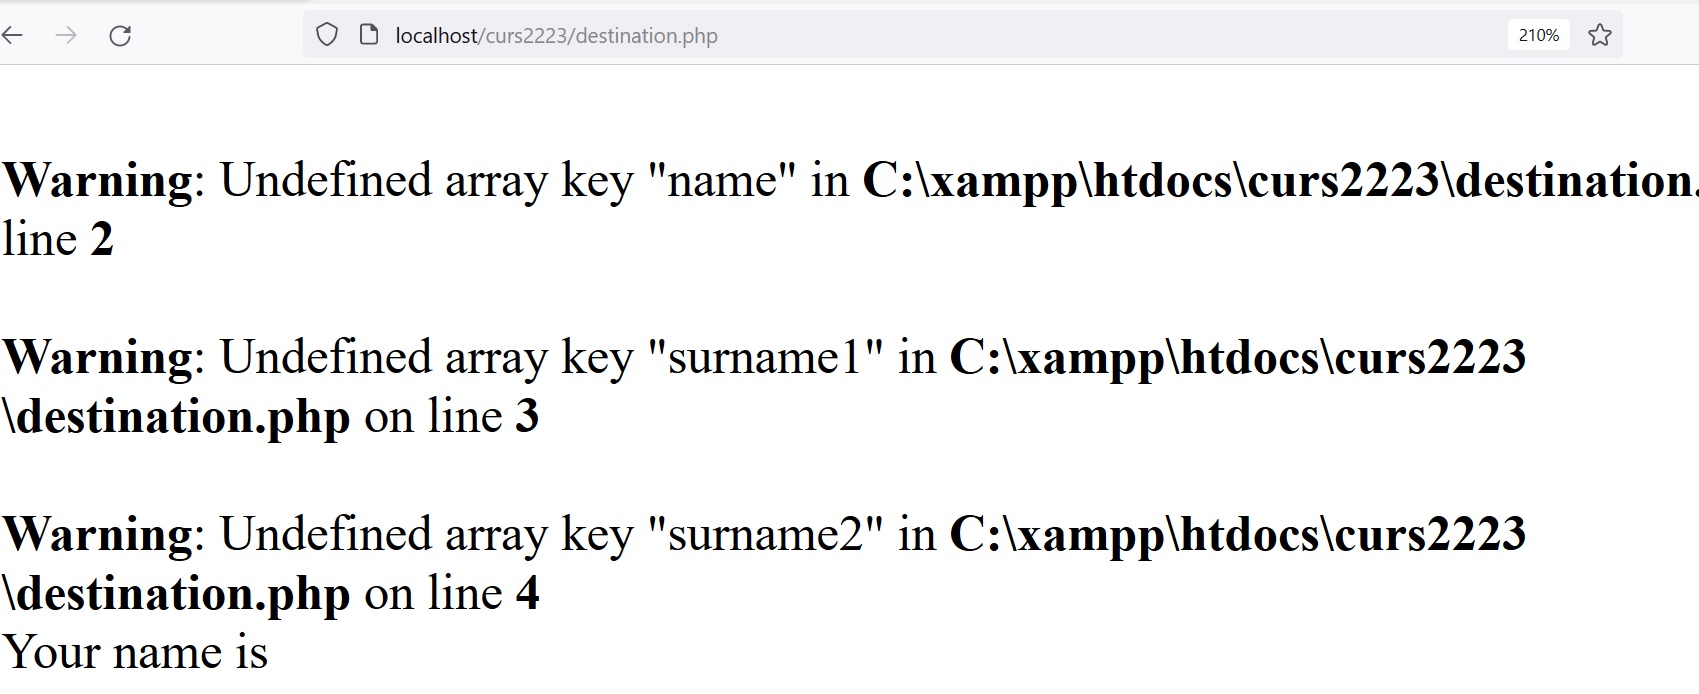 localhost/curs2223/destination.php
210%
Warning: Undefined array key "name" in C:\xampp\htdocs\curs2223\destination.
line 2
Warning: Undefined array key "surname1" in C:\xampp\htdocs\curs2223
\destination.php on line 3
Warning: Undefined array key "surname2" in C:\xampp\htdocs\curs2223
\destination.php on line 4
Your name is